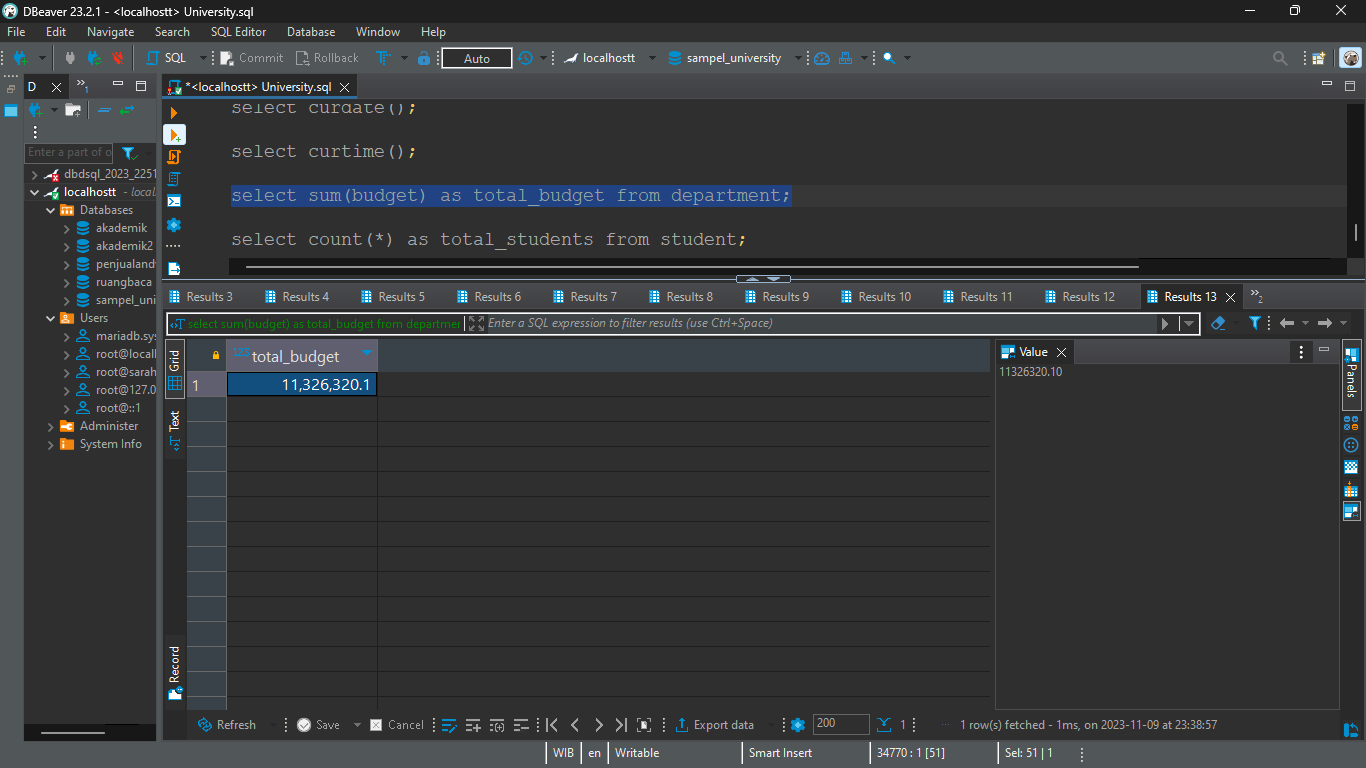 DBeaver 23.2.1 - <localhostt> University.sql
File Edit Navigate Search SQL Editor Database Window Help
SQL Commit Rollback Auto localhostt sampel_university
D 1 *<localhostt> University.sql
Enter a part of o
dbdsql_2023_2251
localhostt - local
Databases
akademik
akademik2
penjualand
ruangbaca
sampel_uni
Users
mariadb.sys
root@locall
root@sarah
root@127.0
root@::1
Administer
System Info
select curdate();
select curtime();
select sum(budget) as total_budget from department;
select count(*) as total_students from student;
Results 3 Results 4 Results 5 Results 6 Results 7 Results 8 Results 9 Results 10 Results 11 Results 12 Results 13 2
select sum(budget) as total_budget from departmen Enter a SQL expression to filter results (use Ctrl+Space)
Grid
Text
Record
123 total_budget
1 11,326,320.1
Value
11326320.10
Panels
Refresh Save Cancel Export data 200 1 1 row(s) fetched - 1ms, on 2023-11-09 at 23:38:57
WIB en Writable Smart Insert 34770 : 1 [51] Sel: 51 | 1